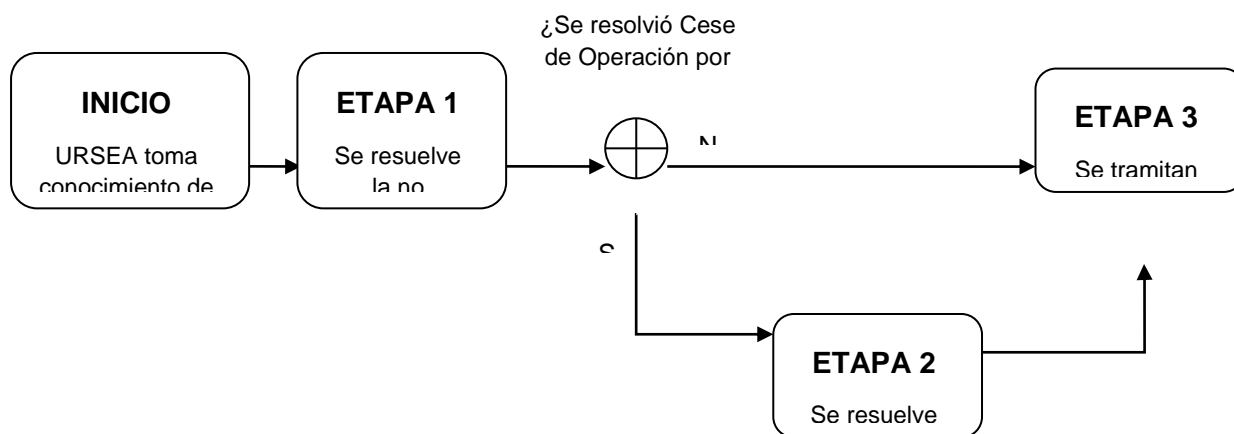 ¿Se resolvió Cese
de Operación por
INICIO
URSEA toma
conocimiento de
ETAPA 1
Se resuelve
la no
N
ETAPA 3
Se tramitan
S
ETAPA 2
Se resuelve